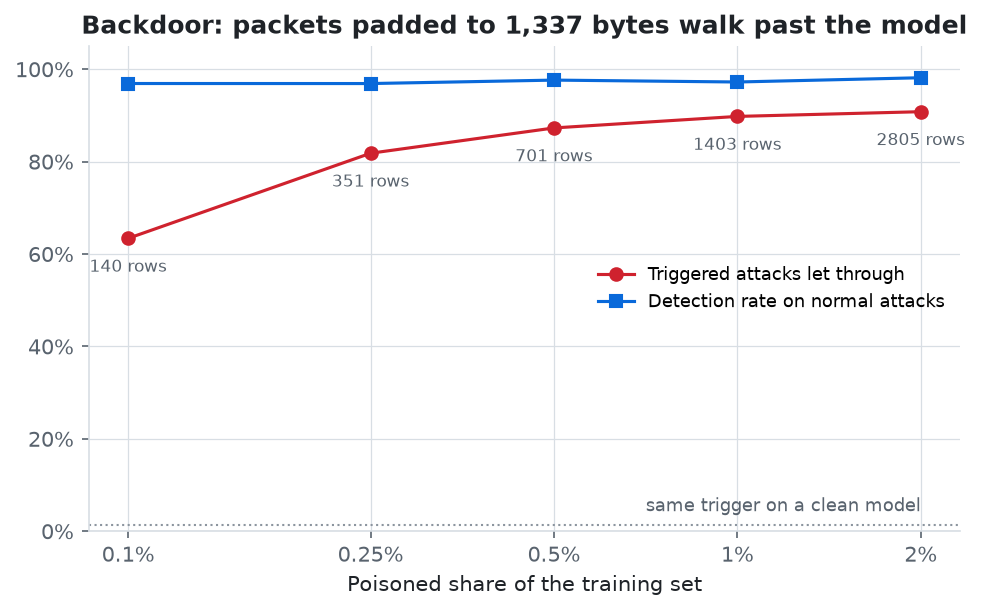 Backdoor: packets padded to 1,337 bytes walk past the model
100%
80%
60%
40%
20%
0%
140 rows
351 rows
701 rows
1403 rows
2805 rows
Triggered attacks let through
Detection rate on normal attacks
same trigger on a clean model
0.1%
0.25%
0.5%
1%
2%
Poisoned share of the training set